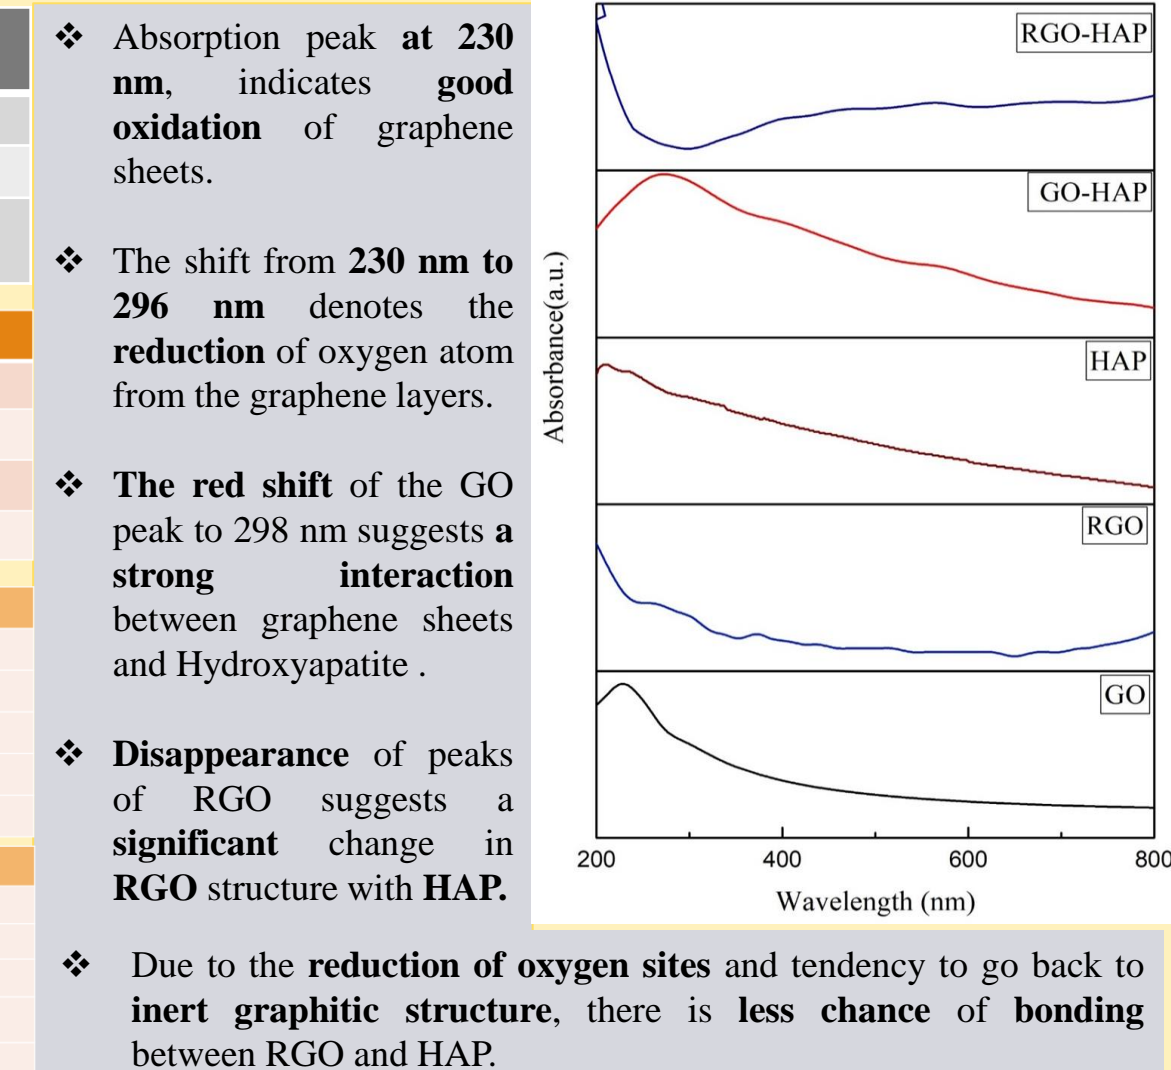 ❖ Absorption peak at 230
nm, indicates good
oxidation of graphene
sheets.
❖ The shift from 230 nm to
296 nm denotes the
reduction of oxygen atom
from the graphene layers.
❖ The red shift of the GO
peak to 298 nm suggests a
strong interaction
between graphene sheets
and Hydroxyapatite .
❖ Disappearance of peaks
of RGO suggests a
significant change in
RGO structure with HAP.
RGO-HAP
GO-HAP
HAP
RGO
GO
Absorbance(a.u.)
200 400 600 800
Wavelength (nm)
❖ Due to the reduction of oxygen sites and tendency to go back to
inert graphitic structure, there is less chance of bonding
between RGO and HAP.